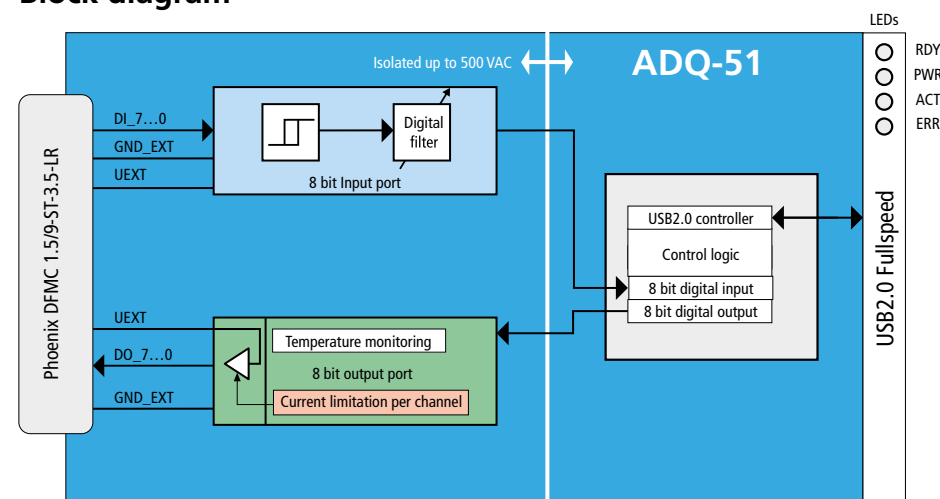 Block diagram
LEDs
RDY
PWR
ACT
ERR
Isolated up to 500 VAC
ADQ-51
Phoenix DFMC 1.5/9-ST-3.5-LR
DI_7...0
GND_EXT
UEXT
Digital
filter
8 bit Input port
USB2.0 controller
Control logic
8 bit digital input
8 bit digital output
USB2.0 Fullspeed
UEXT
DO_7...0
GND_EXT
Temperature monitoring
8 bit output port
Current limitation per channel